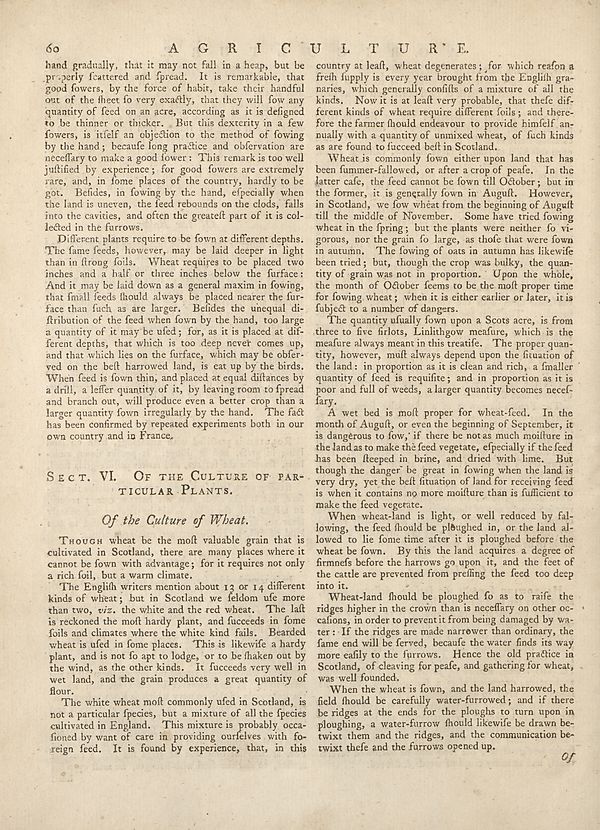 60
A G R I C U L T U R E.
hand gradually, that it may not fall in a heap, but be
properly ſcattered and ſpread. It is remarkable, that
good ſowers, by the force of habit, take their handful
out of the ſheet ſo very exactly, that they will ſow any
quantity of ſeed on an acre, according as it is deſigned
to be thinner or thicker. But this dexterity in a few
ſowers, is itſelf an objection to the method of ſowing
by the hand; becauſe long practice and obſervation are
neceſſary to make a good ſower: This remark is too well
juſtified by experience; for good ſowers are extremely
rare, and, in ſome places of the country, hardly to be
got. Beſides, in ſowing by the hand, eſpecially when
the land is uneven, the ſeed rebounds on the clods, falls
into the cavities, and often the greateſt part of it is col-
lected in the furrows.
Different plants require to be ſown at different depths.
The ſame ſeeds, however, may be laid deeper in light
than in ſtrong ſoils. Wheat requires to be placed two
inches and a half or three inches below the ſurface:
And it may be laid down as a general maxim in ſowing,
that ſmall ſeeds ſhould always be placed nearer the ſur-
face than ſuch as are larger. Beſides the unequal di-
ſtribution of the ſeed when ſown by the hand, too large
a quantity of it may be uſed; for, as it is placed at dif-
ferent depths, that which is too deep never comes up,
and that which lies on the ſurface, which may be obſer-
ved on the beſt harrowed land, is eat up by the birds.
When ſeed is ſown thin, and placed at equal diſtances by
a drill, a leſſer quantity of it, by leaving room to ſpread
and branch out, will produce even a better crop than a
larger quantity ſown irregularly by the hand. The fact
has been confirmed by repeated experiments both in our
own country and in France.
SECT. VI. OF THE CULTURE OF PAR-
TICULAR PLANTS.
Of the Culture of Wheat.
THOUGH wheat be the moſt valuable grain that is
cultivated in Scotland, there are many places where it
cannot be ſown with advantage; for it requires not only
a rich ſoil, but a warm climate.
The Engliſh writers mention about 13 or 14 different
kinds of wheat; but in Scotland we ſeldom uſe more
than two, viz. the white and the red wheat. The laſt
is reckoned the moſt hardy plant, and ſucceeds in ſome
ſoils and climates where the white kind fails. Bearded
wheat is uſed in ſome places. This is likewiſe a hardy
plant, and is not ſo apt to lodge, or to be ſhaken out by
the wind, as the other kinds. It ſucceeds very well in
wet land, and the grain produces a great quantity of
flour.
The white wheat moſt commonly uſed in Scotland, is
not a particular ſpecies, but a mixture of all the ſpecies
cultivated in England. This mixture is probably occa-
ſioned by want of care in providing ourſelves with fo-
reign ſeed. It is found by experience, that, in this
country at leaſt, wheat degenerates; for which reaſon a
freſh ſupply is every year brought from the Engliſh gra-
naries, which generally conſiſts of a mixture of all the
kinds. Now it is at leaſt very probable, that theſe dif-
ferent kinds of wheat require different ſoils; and there-
fore the farmer ſhould endeavour to provide himſelf an-
nually with a quantity of unmixed wheat, of ſuch kinds
as are found to ſucceed beſt in Scotland.
Wheat is commonly ſown either upon land that has
been ſummer-fallowed, or after a crop of peaſe. In the
latter caſe, the ſeed cannot be ſown till October; but in
the former, it is generally ſown in Auguſt. However,
in Scotland, we ſow wheat from the beginning of Auguſt
till the middle of November. Some have tried ſowing
wheat in the ſpring; but the plants were neither ſo vi-
gorous, nor the grain ſo large, as thoſe that were ſown
in autumn. The ſowing of oats in autumn has likewiſe
been tried; but, though the crop was bulky, the quan-
tity of grain was not in proportion. Upon the whole,
the month of October ſeems to be the moſt proper time
for ſowing wheat; when it is either earlier or later, it is
ſubject to a number of dangers.
The quantity uſually ſown upon a Scots acre, is from
three to five firlots, Linlithgow meaſure, which is the
meaſure always meant in this treatiſe. The proper quan-
tity, however, muſt always depend upon the ſituation of
the land: in proportion as it is clean and rich, a ſmaller
quantity of ſeed is requiſite; and in proportion as it is
poor and full of weeds, a larger quantity becomes neceſ-
ſary.
A wet bed is moſt proper for wheat-ſeed. In the
month of Auguſt, or even the beginning of September, it
is dangerous to ſow, if there be not as much moiſture in
the land as to make the ſeed vegetate, eſpecially if the ſeed
has been ſteeped in brine, and dried with lime. But
though the danger be great in ſowing when the land is
very dry, yet the beſt ſituation of land for receiving ſeed
is when it contains no more moiſture than is ſufficient to
make the ſeed vegetate.
When wheat-land is light, or well reduced by fal-
lowing, the ſeed ſhould be ploughed in, or the land al-
lowed to lie ſome time after it is ploughed before the
wheat be ſown. By this the land acquires a degree of
firmneſs before the harrows go upon it, and the feet of
the cattle are prevented from preſſing the ſeed too deep
into it.
Wheat-land ſhould be ploughed ſo as to raiſe the
ridges higher in the crown than is neceſſary on other oc-
caſions, in order to prevent it from being damaged by wa-
ter: If the ridges are made narrower than ordinary, the
ſame end will be ſerved, becauſe the water finds its way
more eaſily to the furrows. Hence the old practice in
Scotland, of cleaving for peaſe, and gathering for wheat,
was well founded.
When the wheat is ſown, and the land harrowed, the
field ſhould be carefully water-furrowed; and if there
be ridges at the ends for the ploughs to turn upon in
ploughing, a water-furrow ſhould likewiſe be drawn be-
twixt them and the ridges, and the communication be-
twixt theſe and the furrows opened up.
Of